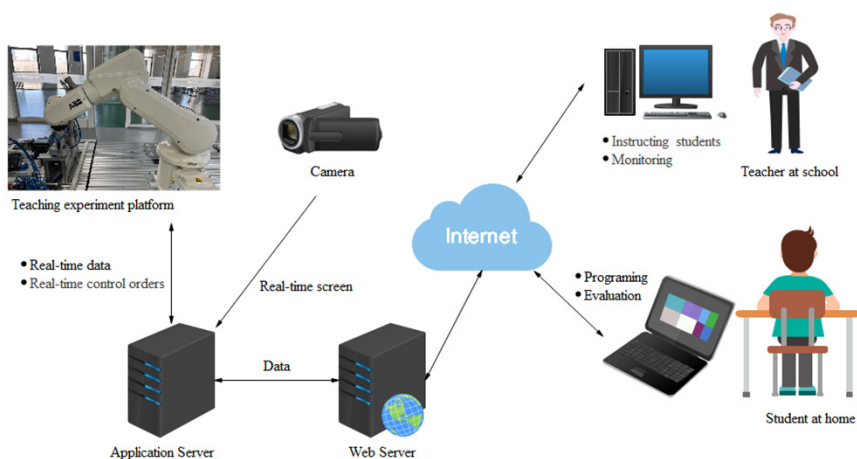 ABB
Teaching experiment platform
Camera
Instructing students
Monitoring
Teacher at school
Internet
Real-time data
Real-time control orders
Real-time screen
Programing
Evaluation
Data
Application Server
Web Server
Student at home